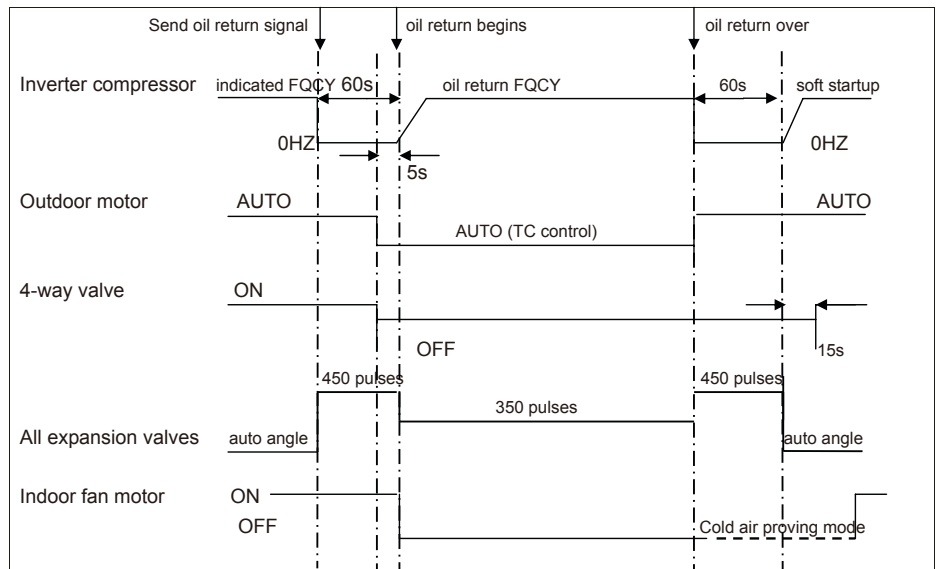 Send oil return signal oil return begins oil return over
Inverter compressor indicated FQCY 60s oil return FQCY 60s soft startup
0HZ 0HZ
5s
Outdoor motor AUTO AUTO
AUTO (TC control)
4-way valve ON
OFF 15s
450 pulses 450 pulses
350 pulses
All expansion valves auto angle auto angle
Indoor fan motor ON
OFF Cold air proving mode